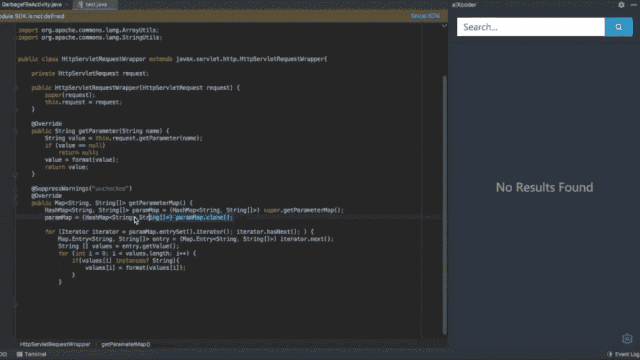 GarbageFileActivity.java test.java
aiXcoder
odule SDK is not defined Setup SDK
Search...
import org.apache.commons.lang.ArrayUtils;
import org.apache.commons.lang.StringUtils;
public class HttpServletRequestWrapper extends javax.servlet.http.HttpServletRequestWrapper{
private HttpServletRequest request;
public HttpServletRequestWrapper(HttpServletRequest request) {
super(request);
this.request = request;
}
@Override
public String getParameter(String name) {
String value = this.request.getParameter(name);
if (value == null)
return null;
value = format(value);
return value;
}
No Results Found
@SuppressWarnings("unchecked")
@Override
public Map<String, String[]> getParameterMap() {
HashMap<String, String[]> paramMap = (HashMap<String, String[]>) super.getParameterMap();
paramMap = (HashMap<String, String[]>) paramMap.clone();
for (Iterator iterator = paramMap.entrySet().iterator(); iterator.hasNext(); ) {
Map.Entry<String, String[]> entry = (Map.Entry<String, String[]>) iterator.next();
String [] values = entry.getValue();
for (int i = 0; i < values.length; i++) {
if(values[i] instanceof String){
values[i] = format(values[i]);
}
}
HttpServletRequestWrapper getParameterMap()
DO Terminal Event Log